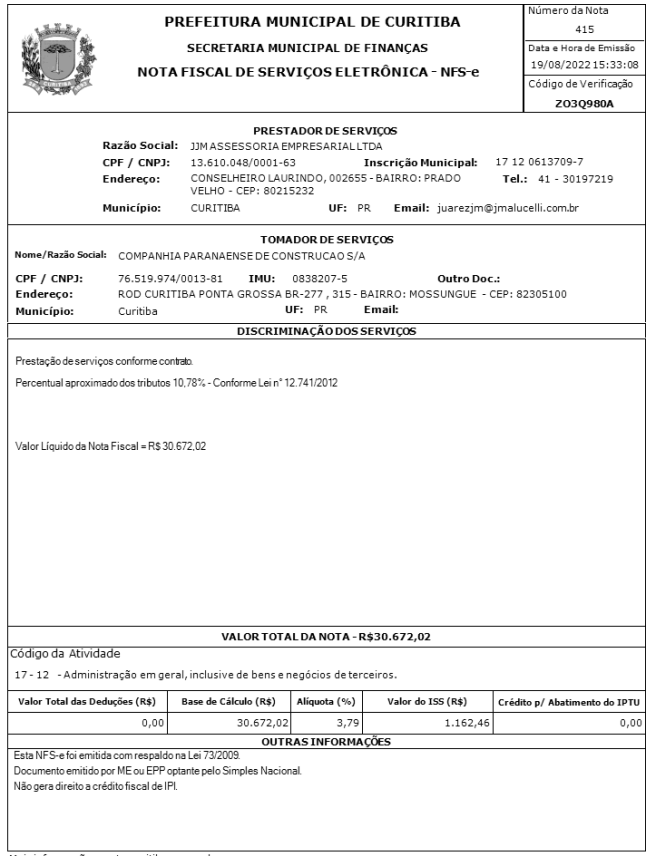 PREFEITURA MUNICIPAL DE CURITIBA
SECRETARIA MUNICIPAL DE FINANÇAS
NOTA FISCAL DE SERVIÇOS ELETRÔNICA - NFS-e
Número da Nota
415
Data e Hora de Emissão
19/08/2022 15:33:08
Código de Verificação
ZO3Q980A
PRESTADOR DE SERVIÇOS
Razão Social: JJM ASSESSORIA EMPRESARIAL LTDA
CPF / CNPJ: 13.610.048/0001-63 Inscrição Municipal: 17 12 0613709-7
Endereço: CONSELHEIRO LAURINDO, 002655 - BAIRRO: PRADO VELHO - CEP: 80215232 Tel.: 41 - 30197219
Município: CURITIBA UF: PR Email: juarezjm@jmalucelli.com.br
TOMADOR DE SERVIÇOS
Nome/Razão Social: COMPANHIA PARANAENSE DE CONSTRUCAO S/A
CPF / CNPJ: 76.519.974/0013-81 IMU: 0838207-5 Outro Doc.:
Endereço: ROD CURITIBA PONTA GROSSA BR-277 , 315 - BAIRRO: MOSSUNGUE - CEP: 82305100
Município: Curitiba UF: PR Email:
DISCRIMINAÇÃO DOS SERVIÇOS
Prestação de serviços conforme contrato.
Percentual aproximado dos tributos 10,78% - Conforme Lei n° 12.741/2012
Valor Líquido da Nota Fiscal = R$ 30.672,02
VALOR TOTAL DA NOTA - R$30.672,02
Código da Atividade
17 - 12 - Administração em geral, inclusive de bens e negócios de terceiros.
Valor Total das Deduções (R$) Base de Cálculo (R$) Alíquota (%) Valor do ISS (R$) Crédito p/ Abatimento do IPTU
0,00 30.672,02 3,79 1.162,46 0,00
OUTRAS INFORMAÇÕES
Esta NFS-e foi emitida com respaldo na Lei 73/2009.
Documento emitido por ME ou EPP optante pelo Simples Nacional.
Não gera direito a crédito fiscal de IPI.